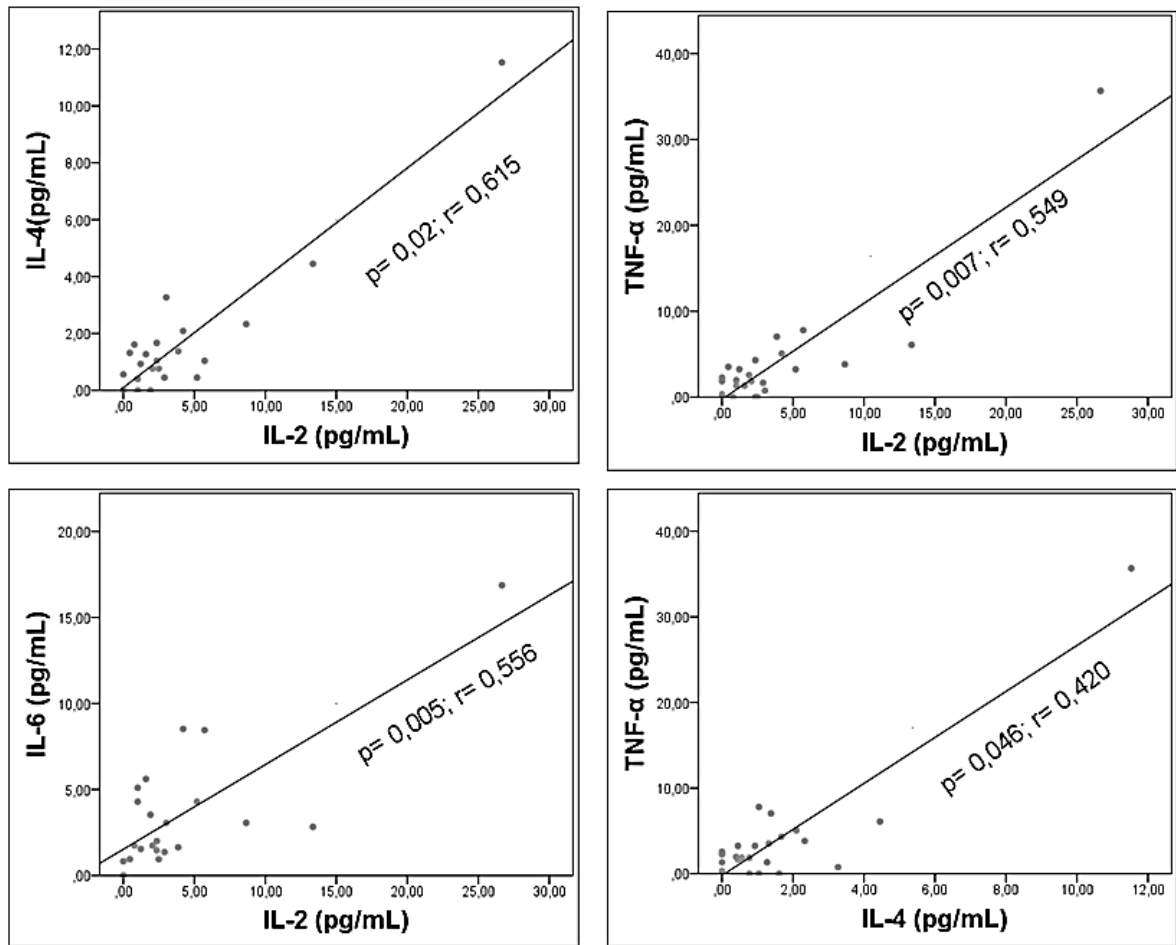 12,00
10,00
8,00
6,00
4,00
2,00
,00
IL-4(pg/mL)
p= 0,02; r= 0,615
,00 5,00 10,00 15,00 20,00 25,00 30,00
IL-2 (pg/mL)
40,00
30,00
20,00
10,00
,00
TNF-α (pg/mL)
p= 0,007; r= 0,549
,00 5,00 10,00 15,00 20,00 25,00 30,00
IL-2 (pg/mL)
20,00
15,00
10,00
5,00
,00
IL-6 (pg/mL)
p= 0,005; r= 0,556
,00 5,00 10,00 15,00 20,00 25,00 30,00
IL-2 (pg/mL)
40,00
30,00
20,00
10,00
,00
TNF-α (pg/mL)
p= 0,046; r= 0,420
,00 2,00 4,00 6,00 8,00 10,00 12,00
IL-4 (pg/mL)